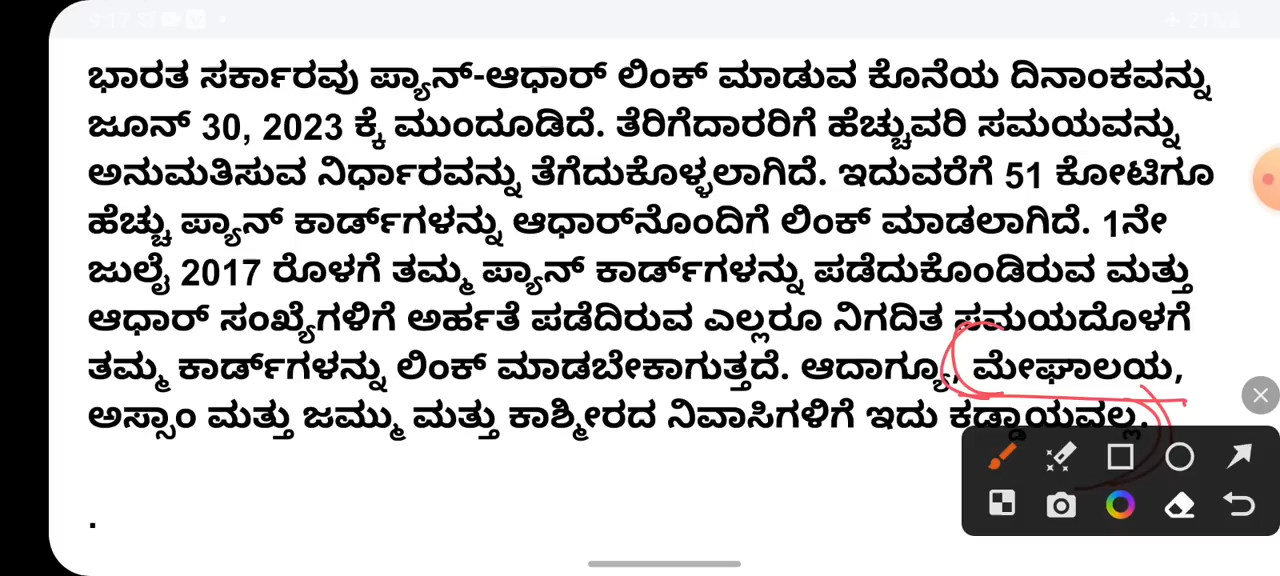 ಭಾರತ ಸರ್ಕಾರವು ಪ್ಯಾನ್-ಆಧಾರ್ ಲಿಂಕ್ ಮಾಡುವ ಕೊನೆಯ ದಿನಾಂಕವನ್ನು
ಜೂನ್ 30, 2023 ಕ್ಕೆ ಮುಂದೂಡಿದೆ. ತೆರಿಗೆದಾರರಿಗೆ ಹೆಚ್ಚುವರಿ ಸಮಯವನ್ನು
ಅನುಮತಿಸುವ ನಿರ್ಧಾರವನ್ನು ತೆಗೆದುಕೊಳ್ಳಲಾಗಿದೆ. ಇದುವರೆಗೆ 51 ಕೋಟಿಗೂ
ಹೆಚ್ಚು ಪ್ಯಾನ್ ಕಾರ್ಡ್‌ಗಳನ್ನು ಆಧಾರ್‌ನೊಂದಿಗೆ ಲಿಂಕ್ ಮಾಡಲಾಗಿದೆ. 1ನೇ
ಜುಲೈ 2017 ರೊಳಗೆ ತಮ್ಮ ಪ್ಯಾನ್ ಕಾರ್ಡ್‌ಗಳನ್ನು ಪಡೆದುಕೊಂಡಿರುವ ಮತ್ತು
ಆಧಾರ್ ಸಂಖ್ಯೆಗಳಿಗೆ ಅರ್ಹತೆ ಪಡೆದಿರುವ ಎಲ್ಲರೂ ನಿಗದಿತ ಸಮಯದೊಳಗೆ
ತಮ್ಮ ಕಾರ್ಡ್‌ಗಳನ್ನು ಲಿಂಕ್ ಮಾಡಬೇಕಾಗುತ್ತದೆ. ಆದಾಗ್ಯೂ, ಮೇಘಾಲಯ,
ಅಸ್ಸಾಂ ಮತ್ತು ಜಮ್ಮು ಮತ್ತು ಕಾಶ್ಮೀರದ ನಿವಾಸಿಗಳಿಗೆ ಇದು ಕಡ್ಡಾಯವಲ್ಲ.
.